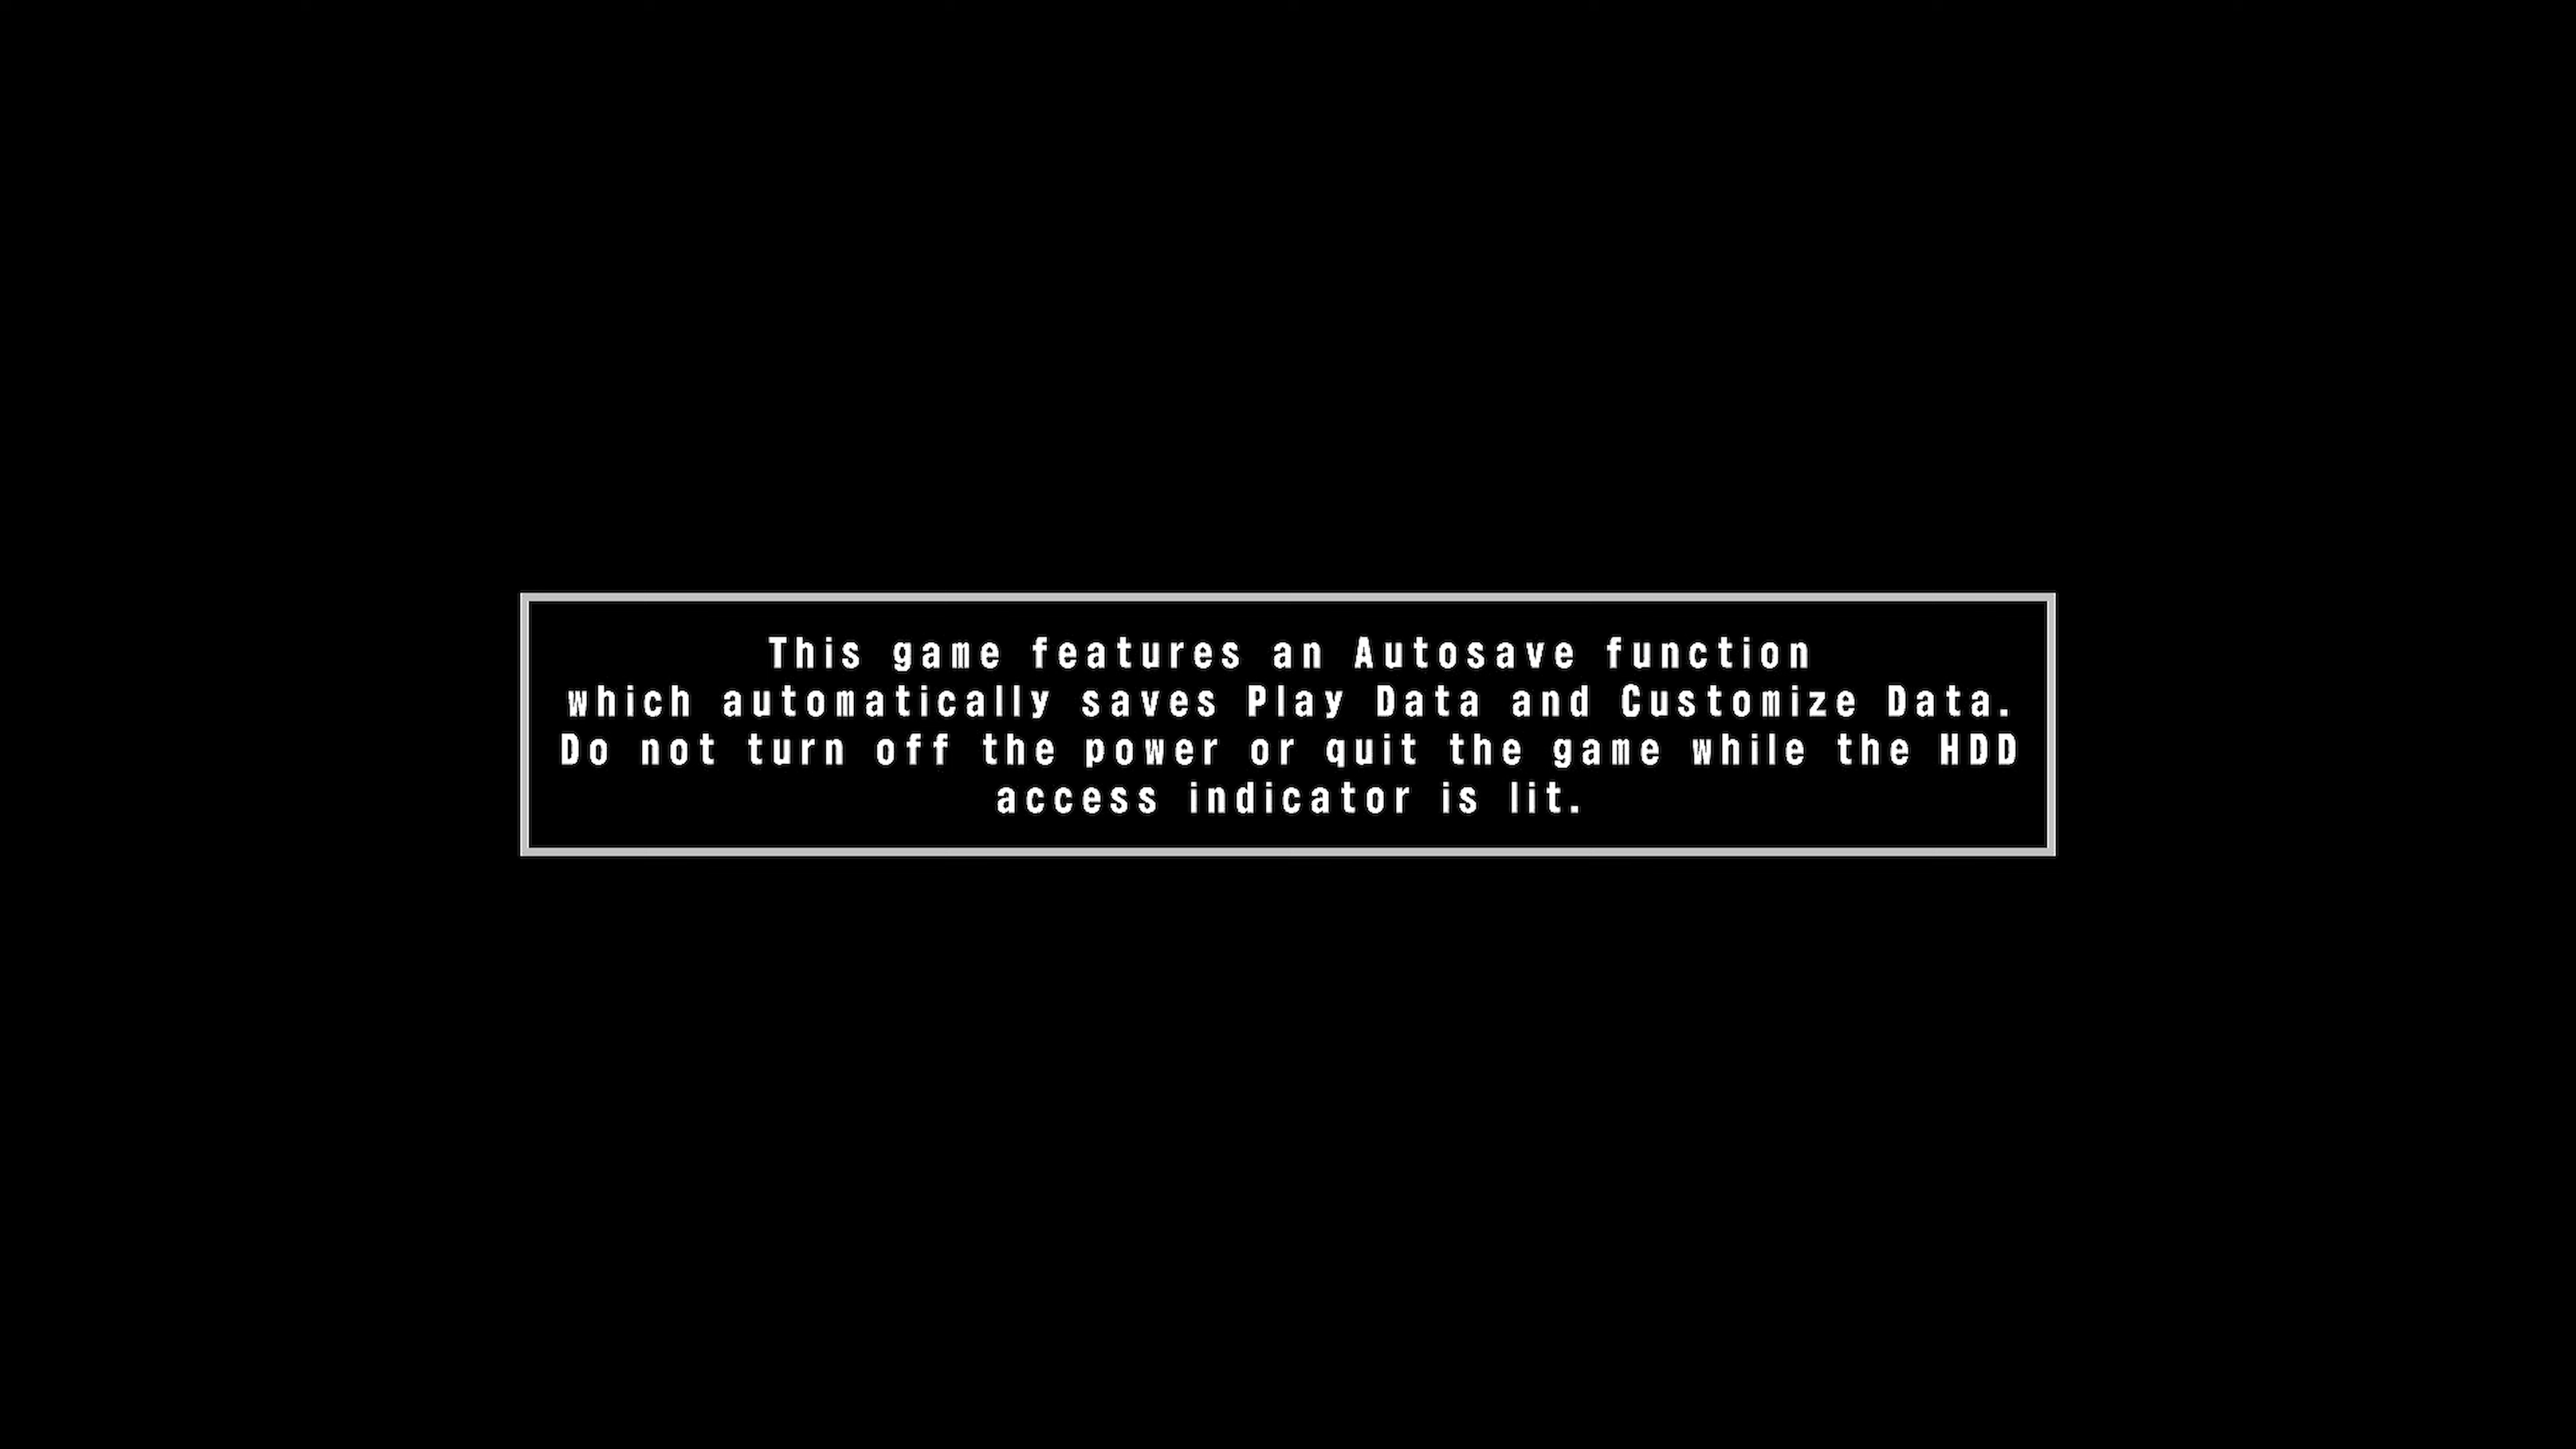 This game features an Autosave function
which automatically saves Play Data and Customize Data.
Do not turn off the power or quit the game while the HDD
access indicator is lit.